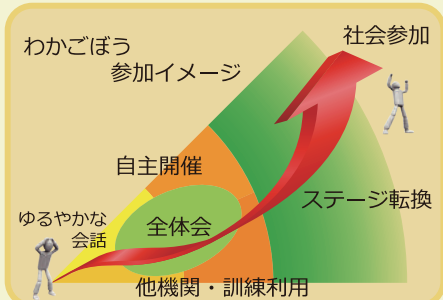 わかごぼう
参加イメージ
社会参加
自主開催
ステージ転換
ゆるやかな
会話
全体会
他機関・訓練利用